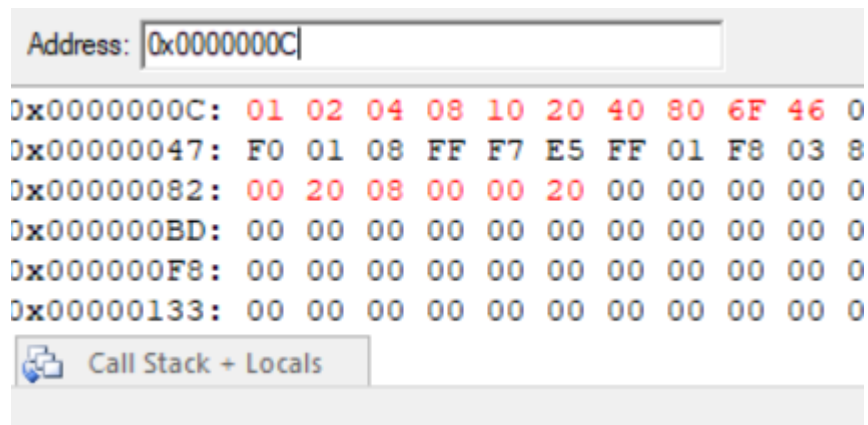 Address: 0x0000000C
0x0000000C: 01 02 04 08 10 20 40 80 6F 46
0x00000047: F0 01 08 FF F7 E5 FF 01 F8 03
0x00000082: 00 20 08 00 00 20 00 00 00 00
0x000000BD: 00 00 00 00 00 00 00 00 00 00
0x000000F8: 00 00 00 00 00 00 00 00 00 00
0x00000133: 00 00 00 00 00 00 00 00 00 00
Call Stack + Locals